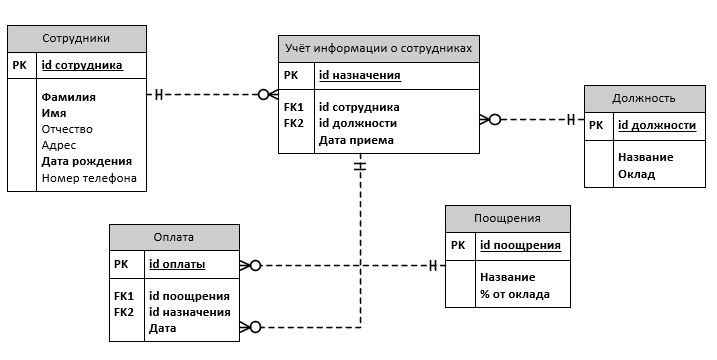 Сотрудники
PK id сотрудника
Фамилия
Имя
Отчество
Адрес
Дата рождения
Номер телефона
Учёт информации о сотрудниках
PK id назначения
FK1 id сотрудника
FK2 id должности
Дата приема
Должность
PK id должности
Название
Оклад
Оплата
PK id оплаты
FK1 id поощрения
FK2 id назначения
Дата
Поощрения
PK id поощрения
Название
% от оклада